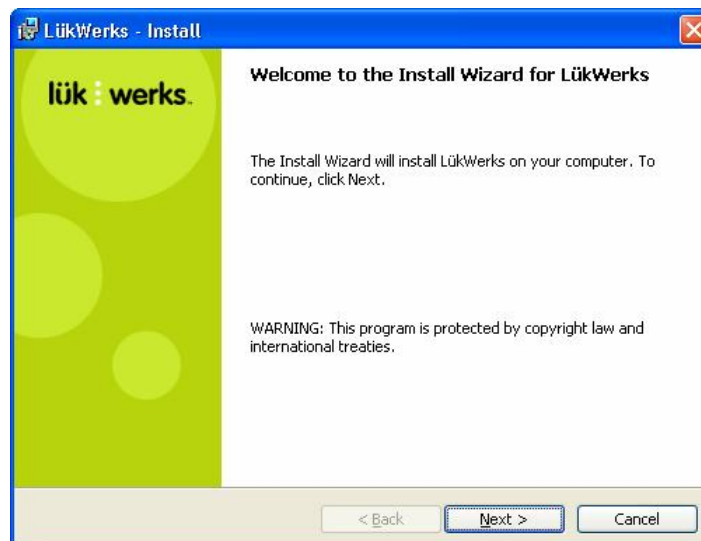 LükWerks - Install
lük werks.
Welcome to the Install Wizard for LükWerks
The Install Wizard will install LükWerks on your computer. To
continue, click Next.
WARNING: This program is protected by copyright law and
international treaties.
< Back Next > Cancel